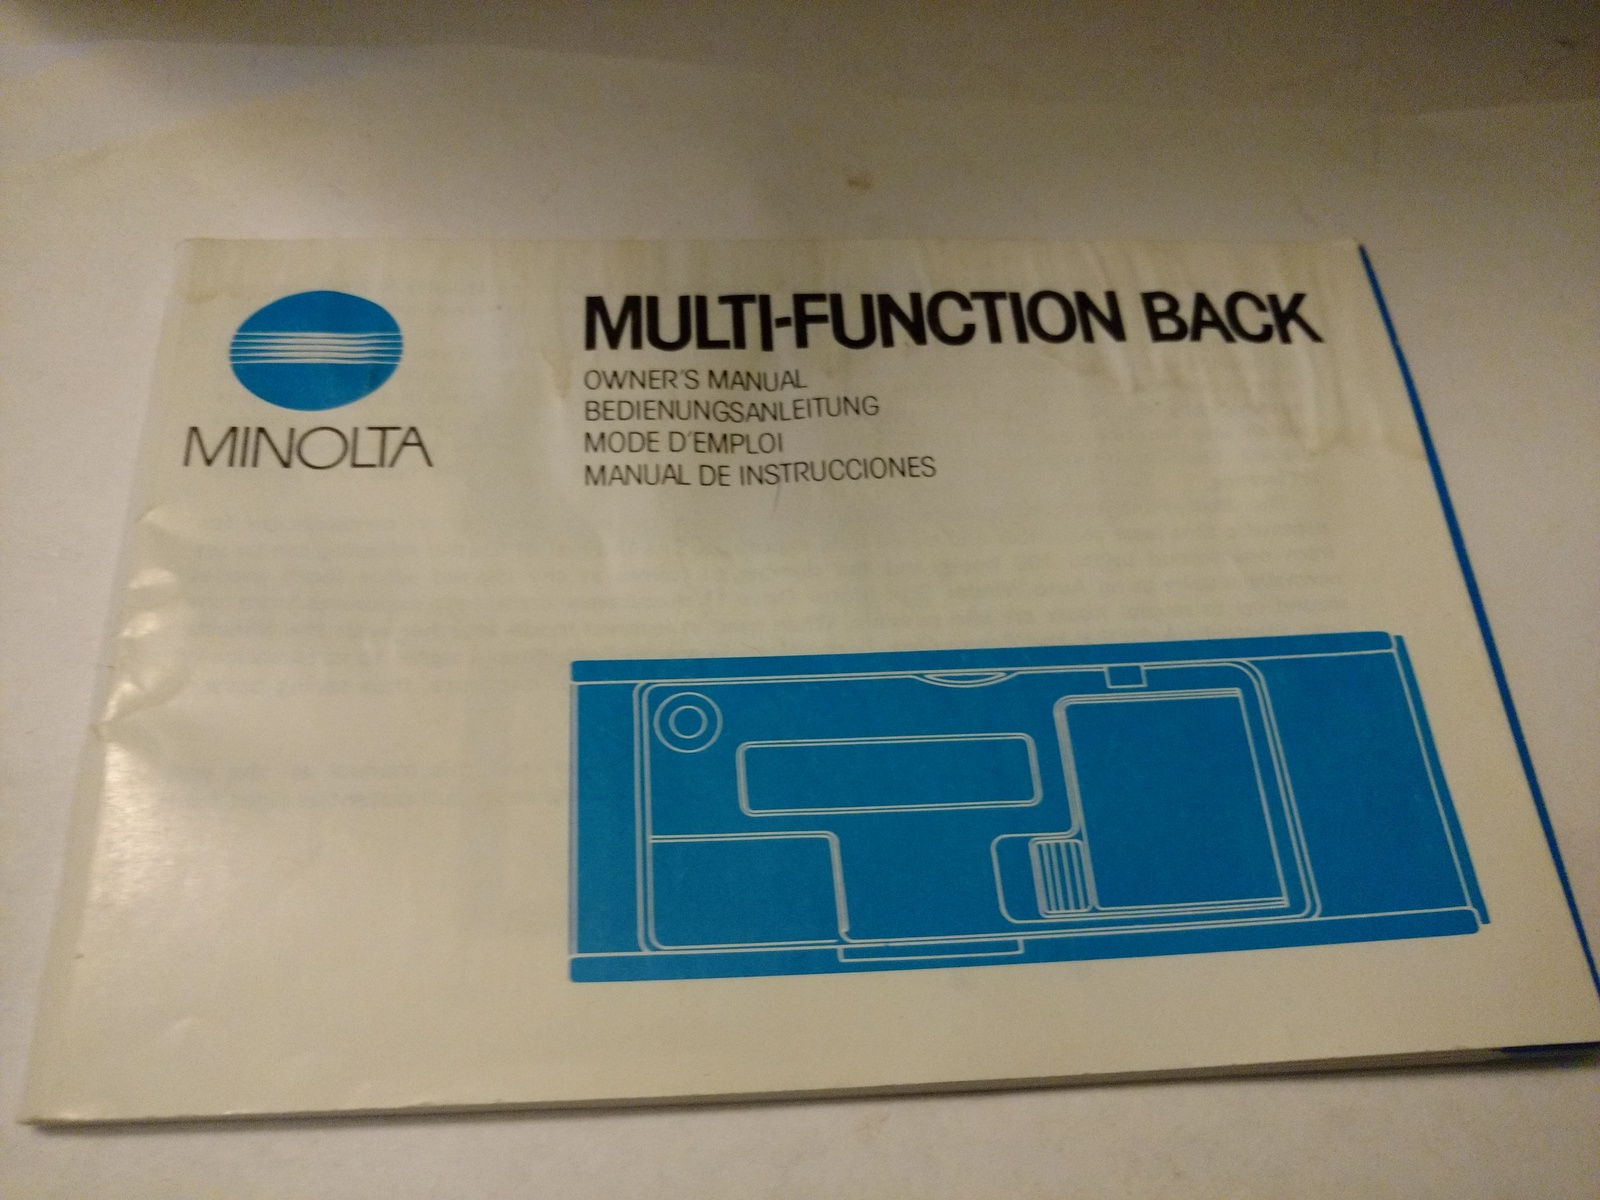 MINOLTA
MULTI-FUNCTION BACK
OWNER'S MANUAL
BEDIENUNGSANLEITUNG
MODE D'EMPLOI
MANUAL DE INSTRUCCIONES